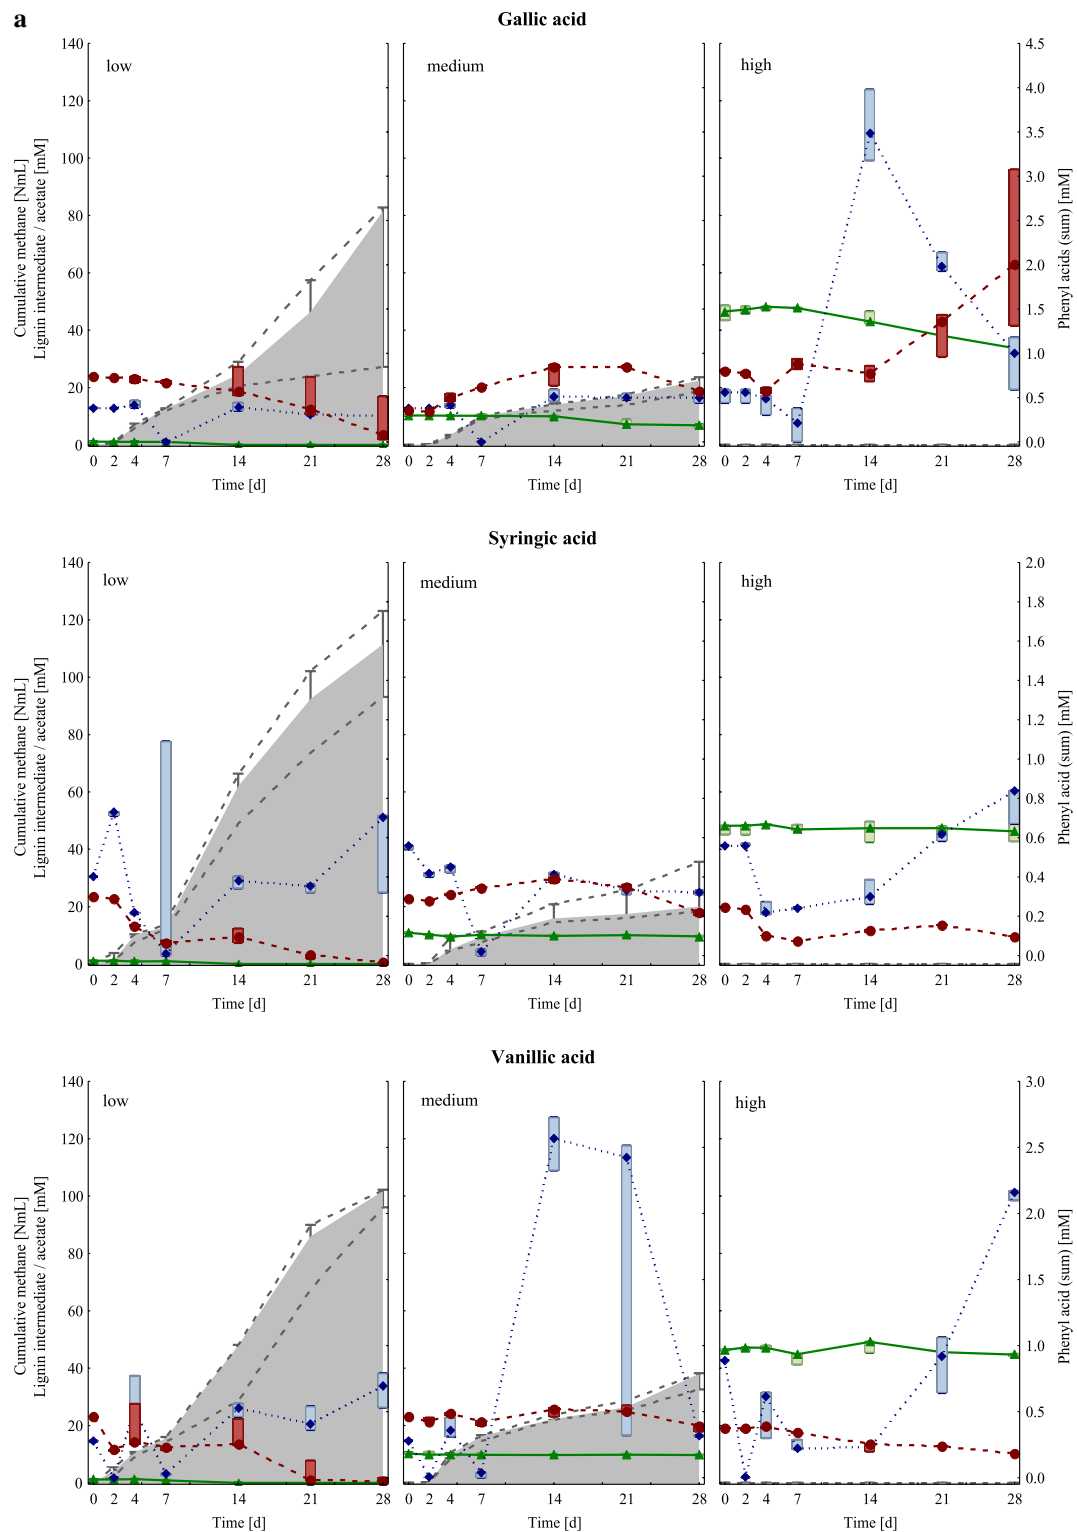 a
Gallic acid
low
medium
high
Cumulative methane [NmL]
Lignin intermediate / acetate [mM]
140
120
100
80
60
40
20
0
4.5
4.0
3.5
3.0
2.5
2.0
1.5
1.0
0.5
0.0
Phenyl acids (sum) [mM]
0 2 4 7 14 21 28
0 2 4 7 14 21 28
0 2 4 7 14 21 28
Time [d]
Time [d]
Time [d]
Syringic acid
low
medium
high
Cumulative methane [NmL]
Lignin intermediate / acetate [mM]
140
120
100
80
60
40
20
0
2.0
1.8
1.6
1.4
1.2
1.0
0.8
0.6
0.4
0.2
0.0
Phenyl acid (sum) [mM]
0 2 4 7 14 21 28
0 2 4 7 14 21 28
0 2 4 7 14 21 28
Time [d]
Time [d]
Time [d]
Vanillic acid
low
medium
high
Cumulative methane [NmL]
Lignin intermediate / acetate [mM]
140
120
100
80
60
40
20
0
3.0
2.5
2.0
1.5
1.0
0.5
0.0
Phenyl acid (sum) [mM]
0 2 4 7 14 21 28
0 2 4 7 14 21 28
0 2 4 7 14 21 28
Time [d]
Time [d]
Time [d]